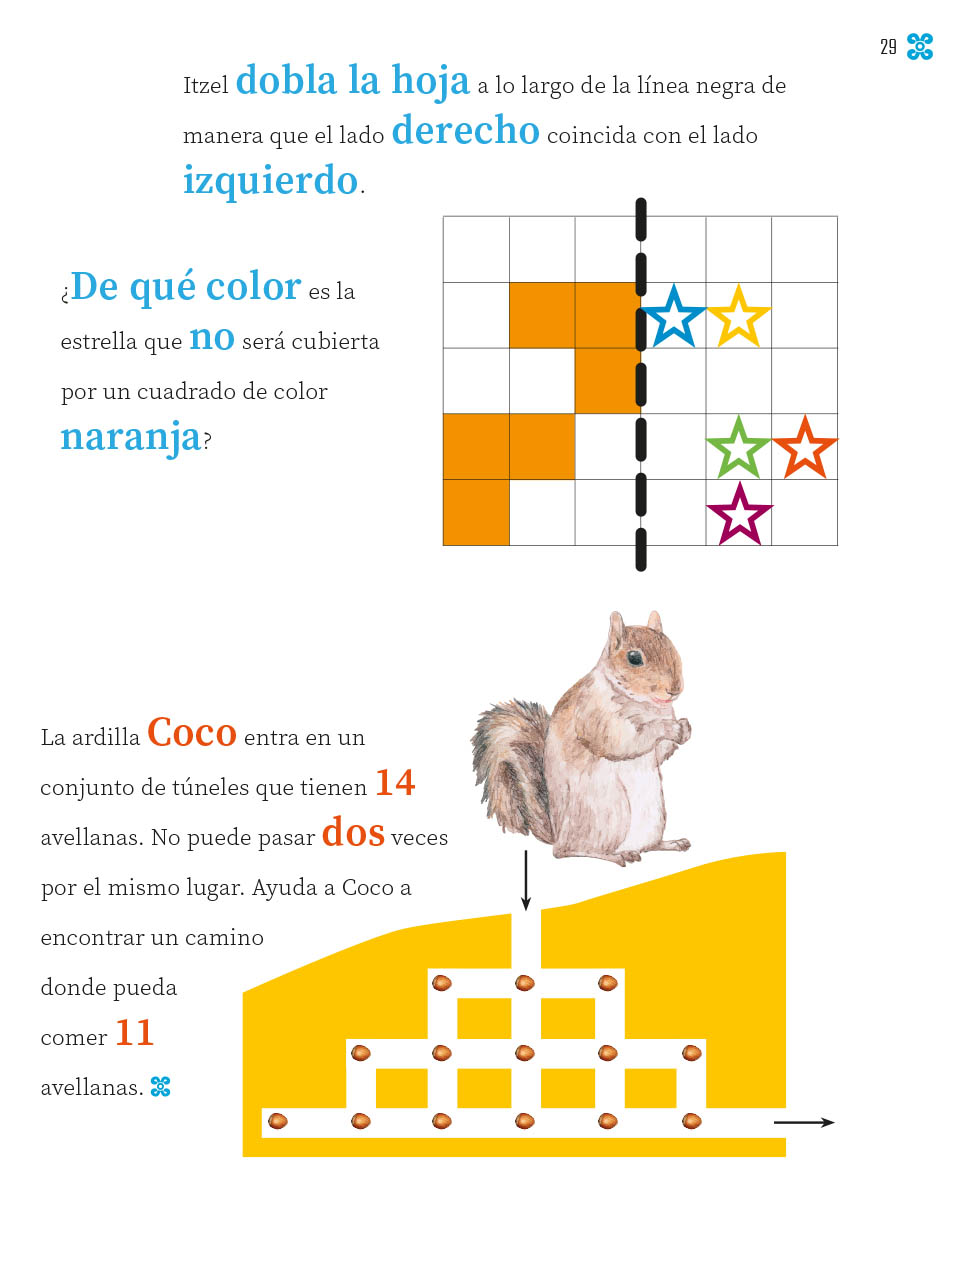 29
Itzel dobla la hoja a lo largo de la línea negra de
manera que el lado derecho coincida con el lado
izquierdo.
¿De qué color es la
estrella que no será cubierta
por un cuadrado de color
naranja?
La ardilla Coco entra en un
conjunto de túneles que tienen 14
avellanas. No puede pasar dos veces
por el mismo lugar. Ayuda a Coco a
encontrar un camino
donde pueda
comer 11
avellanas.